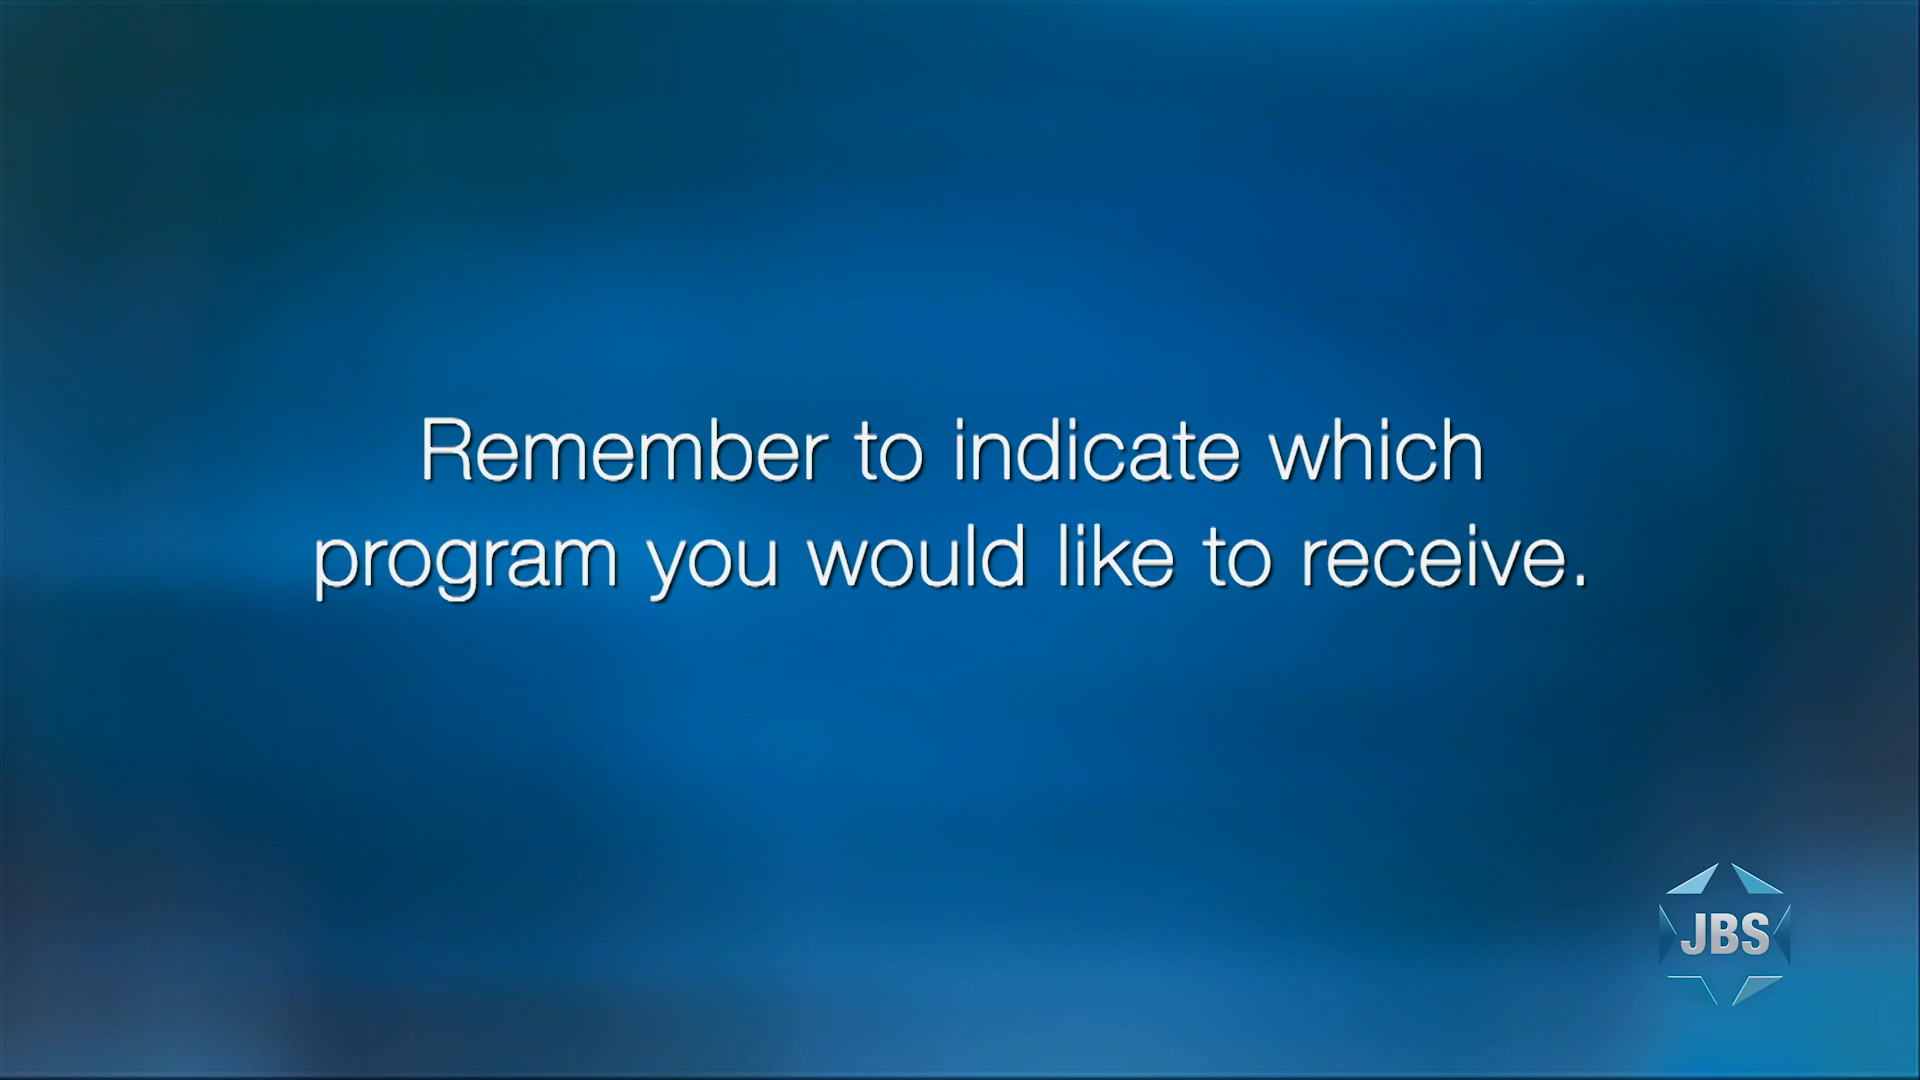 Remember to indicate which
program you would like to receive.
JBS